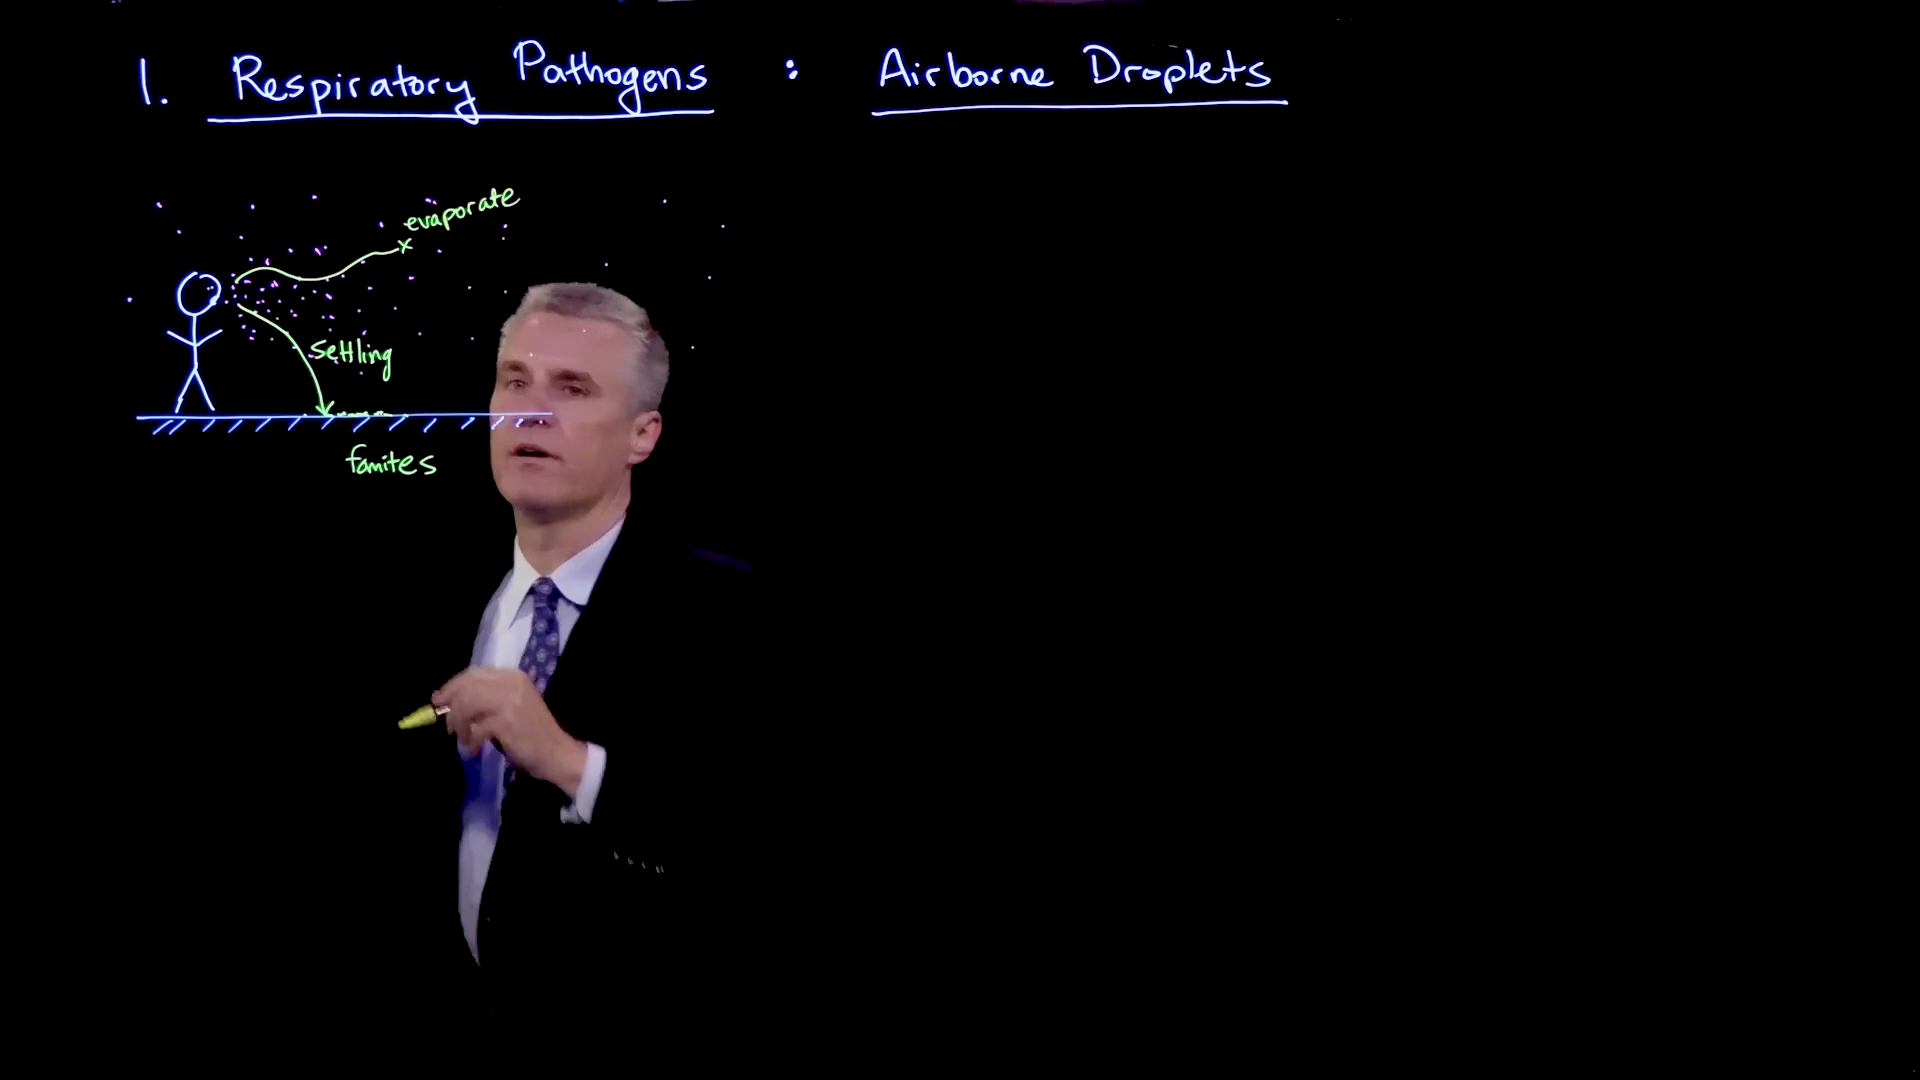 1. Respiratory Pathogens : Airborne Droplets
evaporate
settling
fomites